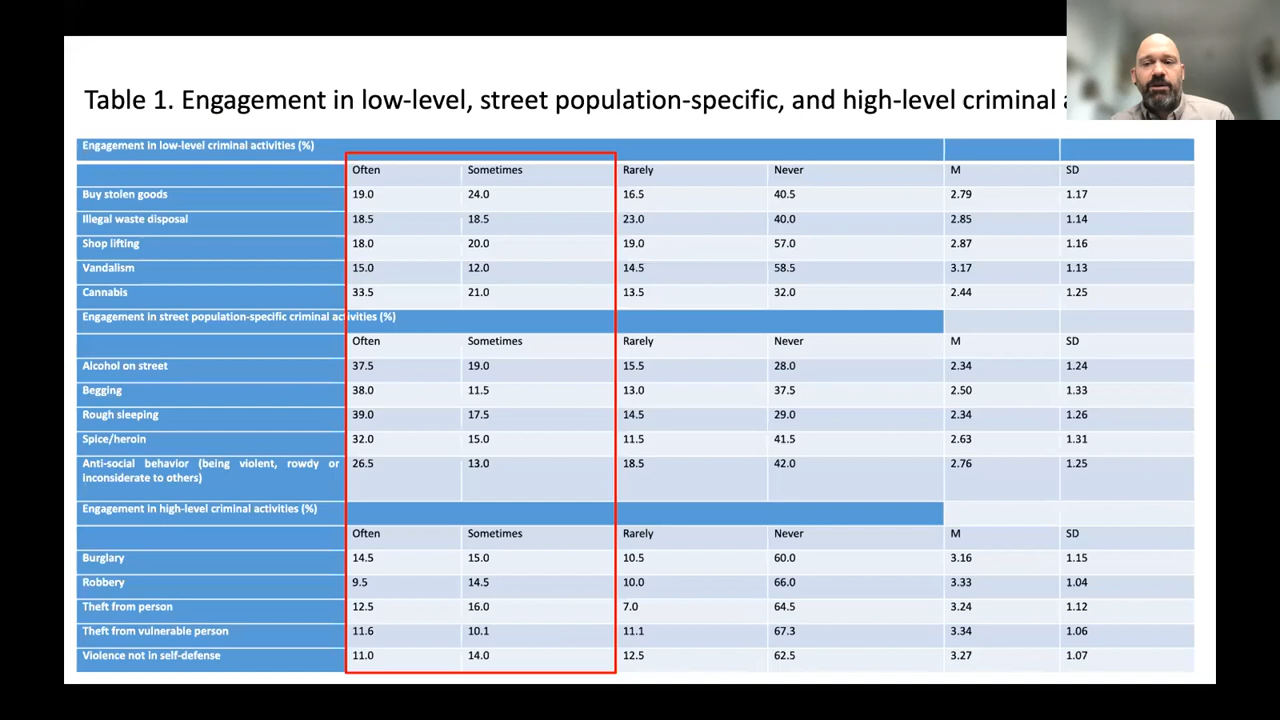 Table 1. Engagement in low-level, street population-specific, and high-level criminal
Engagement in low-level criminal activities (%)
Often Sometimes Rarely Never M SD
Buy stolen goods 19.0 24.0 16.5 40.5 2.79 1.17
Illegal waste disposal 18.5 18.5 23.0 40.0 2.85 1.14
Shop lifting 18.0 20.0 19.0 57.0 2.87 1.16
Vandalism 15.0 12.0 14.5 58.5 3.17 1.13
Cannabis 33.5 21.0 13.5 32.0 2.44 1.25
Engagement in street population-specific criminal activities (%)
Often Sometimes Rarely Never M SD
Alcohol on street 37.5 19.0 15.5 28.0 2.34 1.24
Begging 38.0 11.5 13.0 37.5 2.50 1.33
Rough sleeping 39.0 17.5 14.5 29.0 2.34 1.26
Spice/heroin 32.0 15.0 11.5 41.5 2.63 1.31
Anti-social behavior (being violent, rowdy or 26.5 13.0 18.5 42.0 2.76 1.25
inconsiderate to others)
Engagement in high-level criminal activities (%)
Often Sometimes Rarely Never M SD
Burglary 14.5 15.0 10.5 60.0 3.16 1.15
Robbery 9.5 14.5 10.0 66.0 3.33 1.04
Theft from person 12.5 16.0 7.0 64.5 3.24 1.12
Theft from vulnerable person 11.6 10.1 11.1 67.3 3.34 1.06
Violence not in self-defense 11.0 14.0 12.5 62.5 3.27 1.07